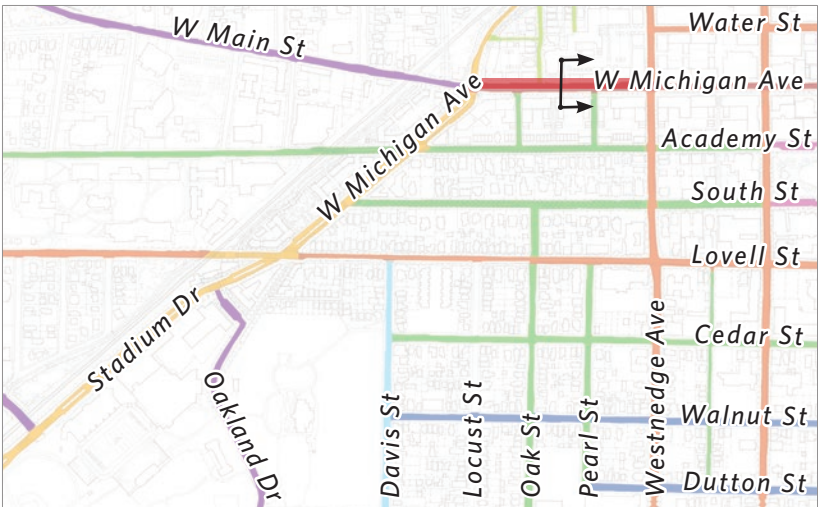 Water St
W Main St
W Michigan Ave
W Michigan Ave
Academy St
South St
Lovell St
Stadium Dr
Cedar St
Oakland Dr
Davis St
Locust St
Oak St
Pearl St
Westnedge Ave
Walnut St
Dutton St